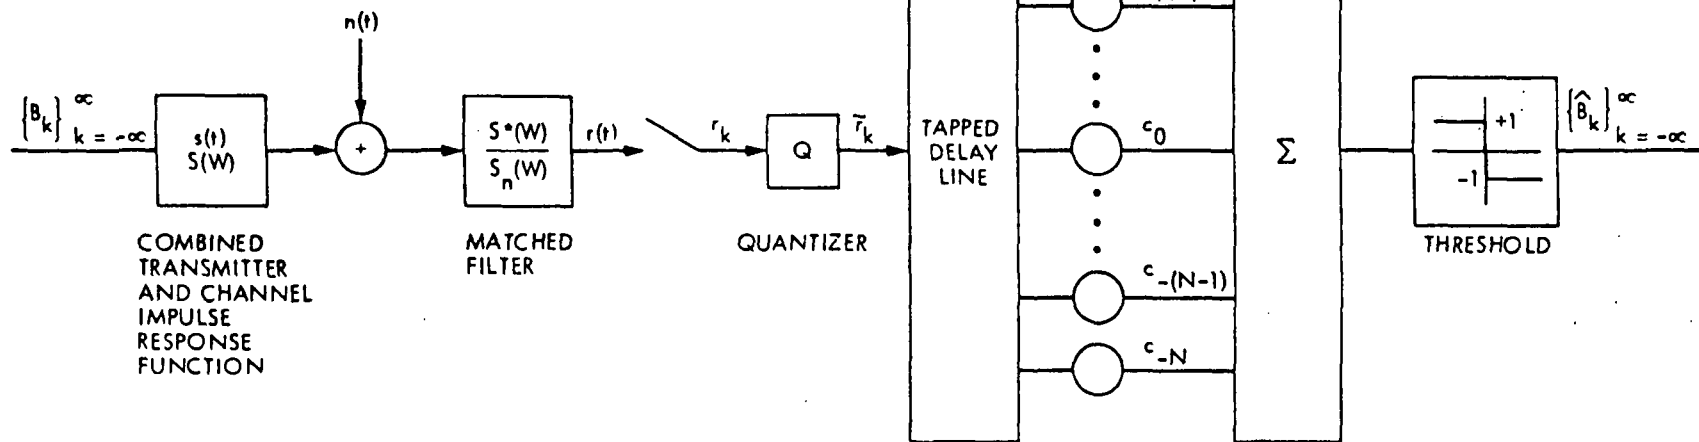 n(t)
{B_k}^∝_{k = -∝}
s(t)
S(W)
+
S*(W)
S_n(W)
r(t)
r_k
Q
r̃_k
TAPPED
DELAY
LINE
c_0
c_-(N-1)
c_-N
Σ
+1
-1
{B̂_k}^∝_{k = -∝}
COMBINED
TRANSMITTER
AND CHANNEL
IMPULSE
RESPONSE
FUNCTION
MATCHED
FILTER
QUANTIZER
THRESHOLD